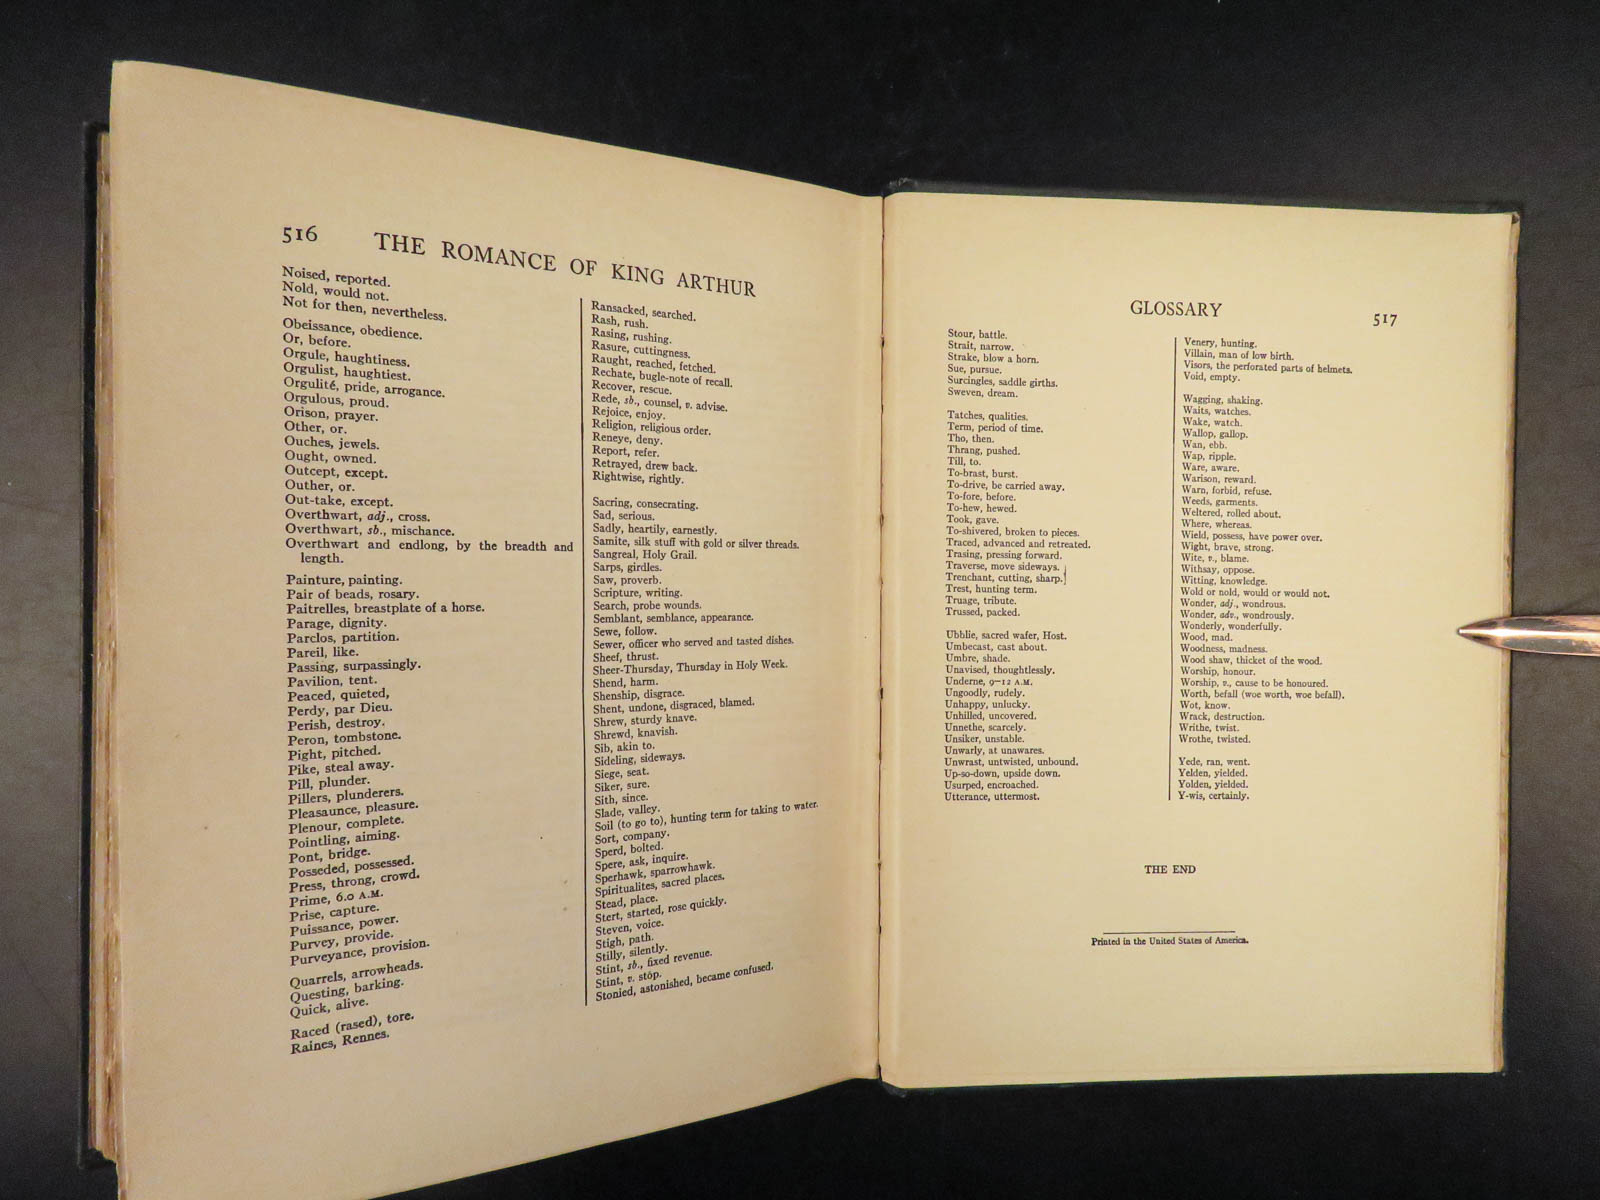 516 THE ROMANCE OF KING ARTHUR
Noised, reported.
Nold, would not.
Not for then, nevertheless.
Obeissance, obedience.
Or, before.
Orgule, haughtiness.
Orgulist, haughtiest.
Orgulité, pride, arrogance.
Orgulous, proud.
Orison, prayer.
Other, or.
Ouches, jewels.
Ought, owned.
Outcept, except.
Outher, or.
Out-take, except.
Overthwart, adj., cross.
Overthwart, sb., mischance.
Overthwart and endlong, by the breadth and
length.
Painture, painting.
Pair of beads, rosary.
Paitrelles, breastplate of a horse.
Parage, dignity.
Parclos, partition.
Pareil, like.
Passing, surpassingly.
Pavilion, tent.
Peaced, quieted,
Perdy, par Dieu.
Perish, destroy.
Peron, tombstone.
Pight, pitched.
Pike, steal away.
Pill, plunder.
Pillers, plunderers.
Pleasaunce, pleasure.
Plenour, complete.
Pointling, aiming.
Pont, bridge.
Posseded, possessed.
Press, throng, crowd.
Prime, 6.0 A.M.
Prise, capture.
Puissance, power.
Purvey, provide.
Purveyance, provision.
Quarrels, arrowheads.
Questing, barking.
Quick, alive.
Raced (rased), tore.
Raines, Rennes.
Ransacked, searched.
Rash, rush.
Rasing, rushing.
Rasure, cuttingness.
Raught, reached, fetched.
Rechate, bugle-note of recall.
Recover, rescue.
Rede, sb., counsel, v. advise.
Rejoice, enjoy.
Religion, religious order.
Reneye, deny.
Report, refer.
Retrayed, drew back.
Rightwise, rightly.
Sacring, consecrating.
Sad, serious.
Sadly, heartily, earnestly.
Samite, silk stuff with gold or silver threads.
Sangreal, Holy Grail.
Sarps, girdles.
Saw, proverb.
Scripture, writing.
Search, probe wounds.
Semblant, semblance, appearance.
Sewe, follow.
Sewer, officer who served and tasted dishes.
Sheef, thrust.
Sheer-Thursday, Thursday in Holy Week.
Shend, harm.
Shenship, disgrace.
Shent, undone, disgraced, blamed.
Shrew, sturdy knave.
Shrewd, knavish.
Sib, akin to.
Sideling, sideways.
Siege, seat.
Siker, sure.
Sith, since.
Slade, valley.
Soil (to go to), hunting term for taking to water.
Sort, company.
Sperd, bolted.
Spere, ask, inquire.
Sperhawk, sparrowhawk.
Spiritualites, sacred places.
Stead, place.
Stert, started, rose quickly.
Steven, voice.
Stigh, path.
Stilly, silently.
Stint, sb., fixed revenue.
Stint, v. stop.
Stonied, astonished, became confused.
GLOSSARY 517
Stour, battle.
Strait, narrow.
Strake, blow a horn.
Sue, pursue.
Surcingles, saddle girths.
Sweven, dream.
Tatches, qualities.
Term, period of time.
Tho, then.
Thrang, pushed.
Till, to.
To-brast, burst.
To-drive, be carried away.
To-fore, before.
To-hew, hewed.
Took, gave.
To-shivered, broken to pieces.
Traced, advanced and retreated.
Trasing, pressing forward.
Traverse, move sideways.
Trenchant, cutting, sharp.
Trest, hunting term.
Truage, tribute.
Trussed, packed.
Ubblie, sacred wafer, Host.
Umbecast, cast about.
Umbre, shade.
Unavised, thoughtlessly.
Underne, 9–12 A.M.
Ungoodly, rudely.
Unhappy, unlucky.
Unhilled, uncovered.
Unnethe, scarcely.
Unsiker, unstable.
Unwarly, at unawares.
Unwrast, untwisted, unbound.
Up-so-down, upside down.
Usurped, encroached.
Utterance, uttermost.
Venery, hunting.
Villain, man of low birth.
Visors, the perforated parts of helmets.
Void, empty.
Wagging, shaking.
Waits, watches.
Wake, watch.
Wallop, gallop.
Wan, ebb.
Wap, ripple.
Ware, aware.
Warison, reward.
Warn, forbid, refuse.
Weeds, garments.
Weltered, rolled about.
Where, whereas.
Wield, possess, have power over.
Wight, brave, strong.
Wite, v., blame.
Withsay, oppose.
Witting, knowledge.
Wold or nold, would or would not.
Wonder, adj., wondrous.
Wonder, adv., wondrously.
Wonderly, wonderfully.
Wood, mad.
Woodness, madness.
Wood shaw, thicket of the wood.
Worship, honour.
Worship, v., cause to be honoured.
Worth, befall (woe worth, woe befall).
Wot, know.
Wrack, destruction.
Writhe, twist.
Wrothe, twisted.
Yede, ran, went.
Yelden, yielded.
Yolden, yielded.
Y-wis, certainly.
THE END
Printed in the United States of America.